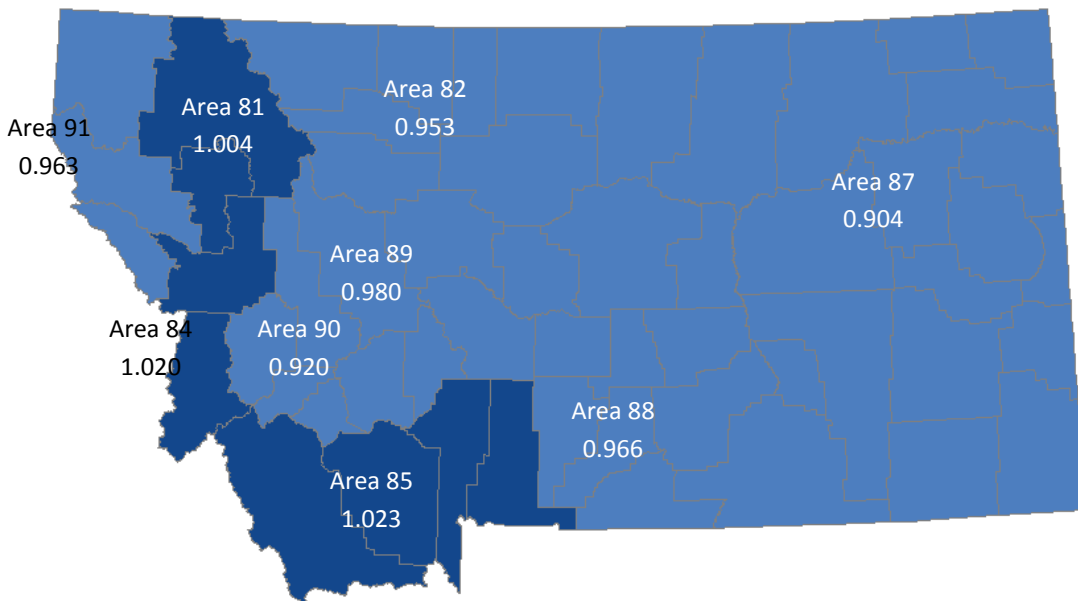 Area 82
0.953
Area 81
1.004
Area 91
0.963
Area 87
0.904
Area 89
0.980
Area 84
1.020
Area 90
0.920
Area 88
0.966
Area 85
1.023